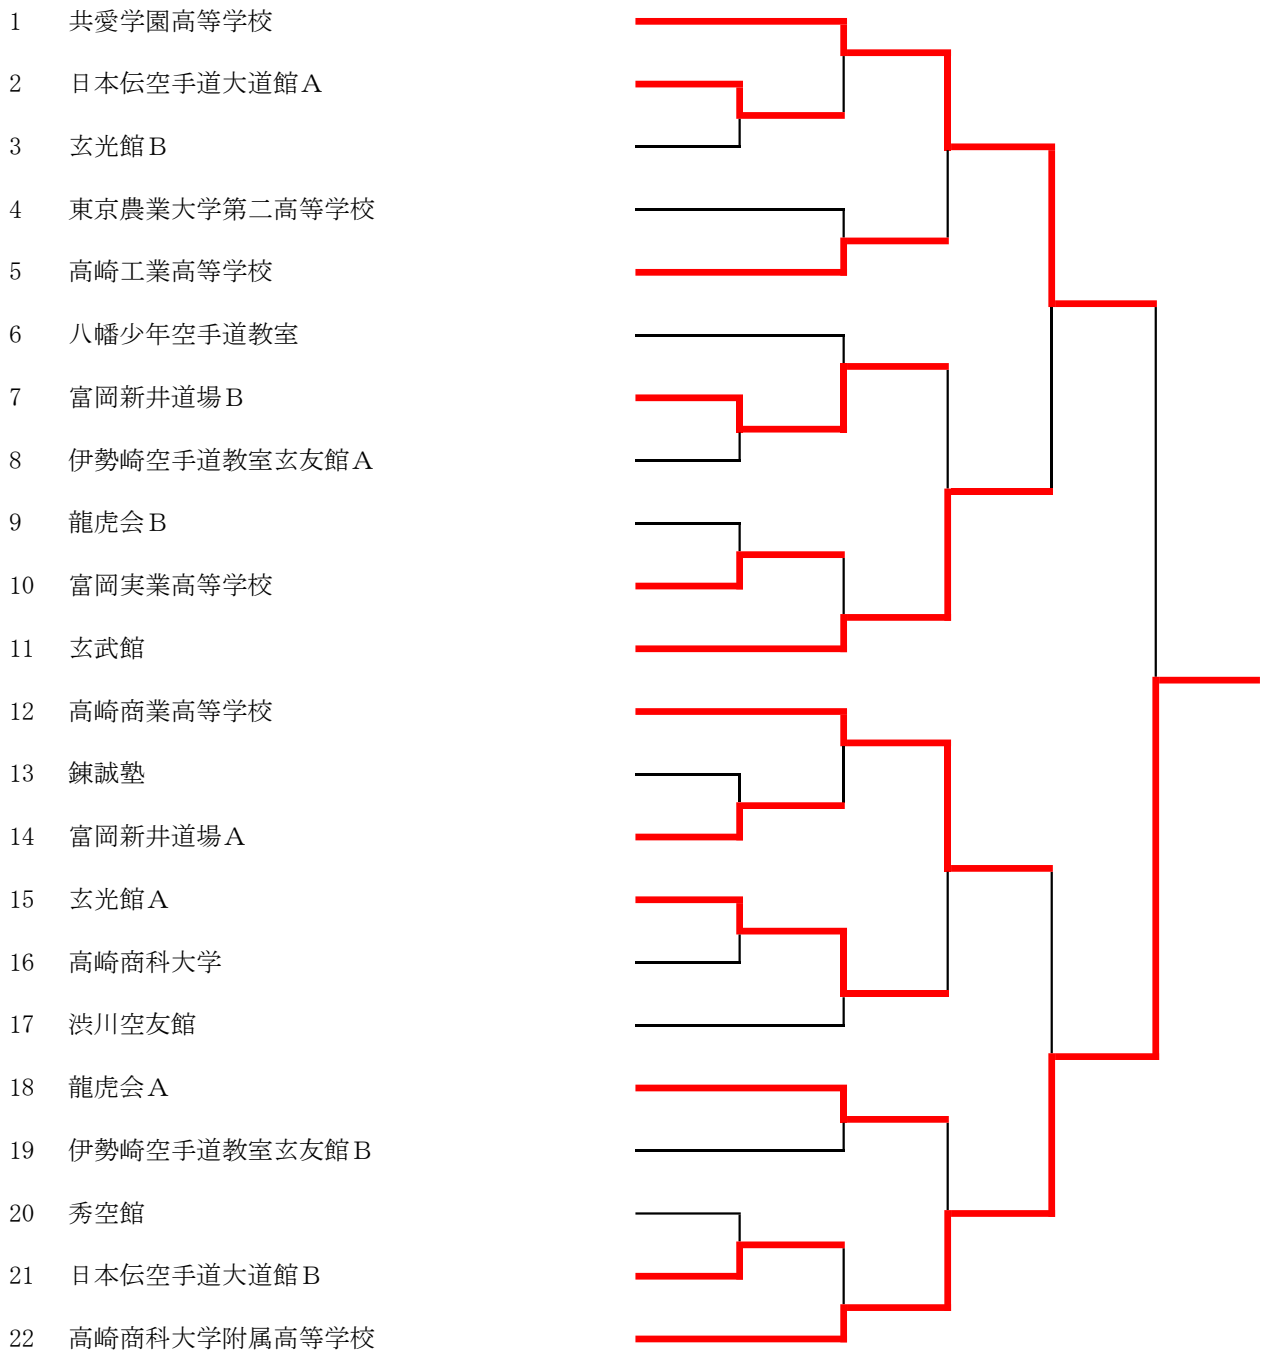 1 共愛学園高等学校
2 日本伝空手道大道館Ａ
3 玄光館Ｂ
4 東京農業大学第二高等学校
5 高崎工業高等学校
6 八幡少年空手道教室
7 富岡新井道場Ｂ
8 伊勢崎空手道教室玄友館Ａ
9 龍虎会Ｂ
10 富岡実業高等学校
11 玄武館
12 高崎商業高等学校
13 錬誠塾
14 富岡新井道場Ａ
15 玄光館Ａ
16 高崎商科大学
17 渋川空友館
18 龍虎会Ａ
19 伊勢崎空手道教室玄友館Ｂ
20 秀空館
21 日本伝空手道大道館Ｂ
22 高崎商科大学附属高等学校